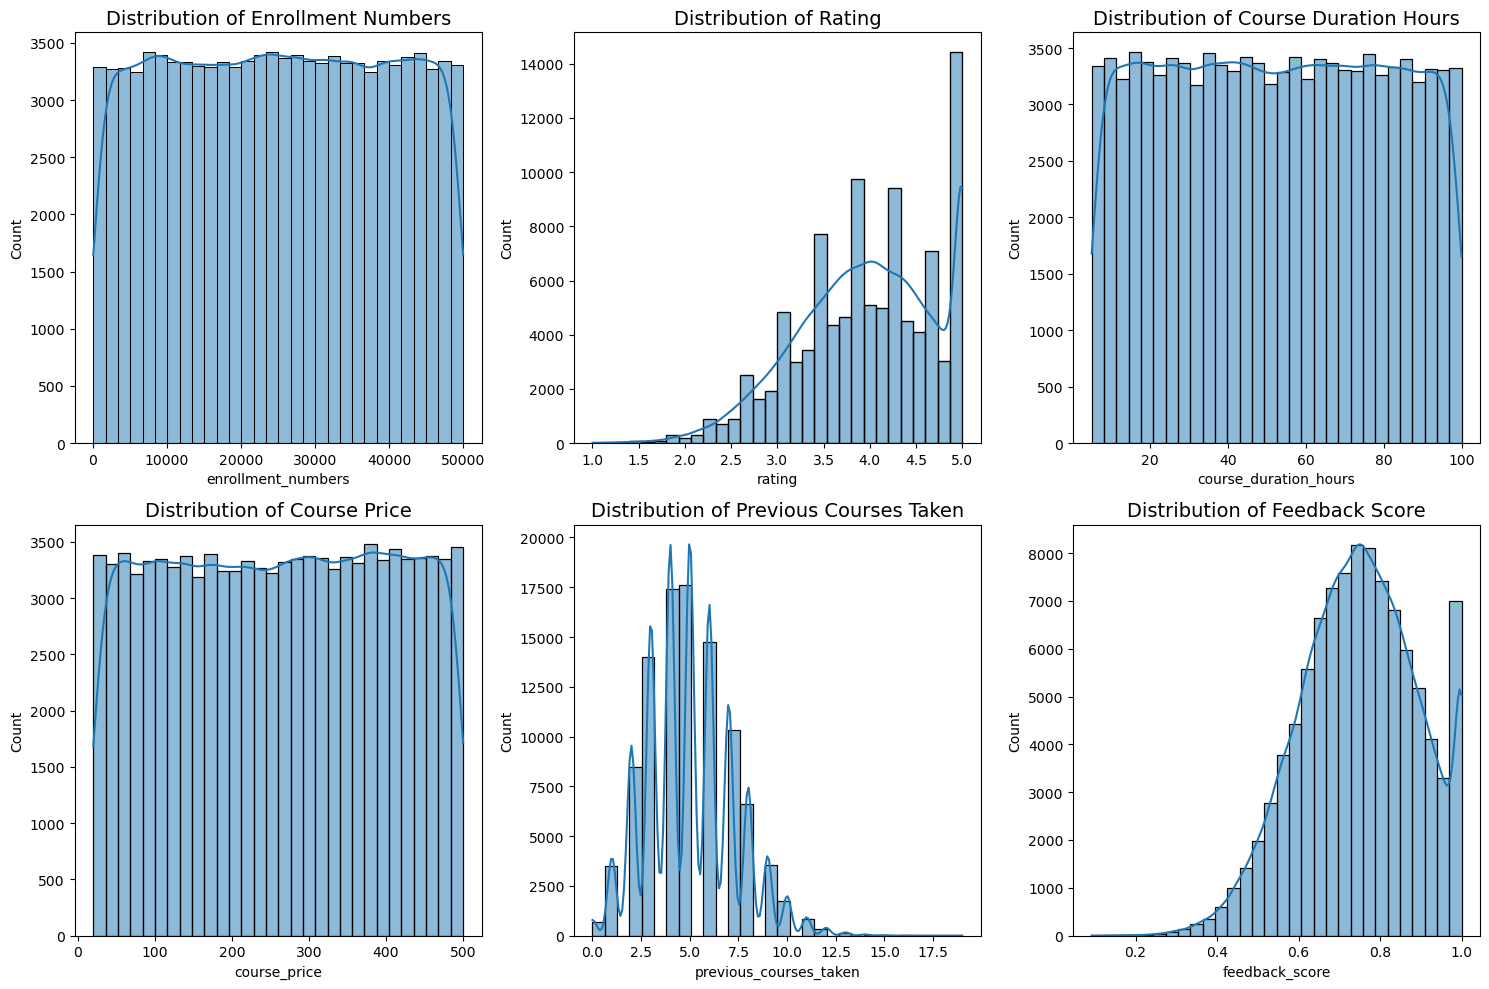 Distribution of Enrollment Numbers
3500
3000
2500
2000
1500
1000
500
0
Count
0 10000 20000 30000 40000 50000
enrollment_numbers
Distribution of Rating
14000
12000
10000
8000
6000
4000
2000
0
Count
1.0 1.5 2.0 2.5 3.0 3.5 4.0 4.5 5.0
rating
Distribution of Course Duration Hours
3500
3000
2500
2000
1500
1000
500
0
Count
20 40 60 80 100
course_duration_hours
Distribution of Course Price
3500
3000
2500
2000
1500
1000
500
0
Count
0 100 200 300 400 500
course_price
Distribution of Previous Courses Taken
20000
17500
15000
12500
10000
7500
5000
2500
0
Count
0.0 2.5 5.0 7.5 10.0 12.5 15.0 17.5
previous_courses_taken
Distribution of Feedback Score
8000
7000
6000
5000
4000
3000
2000
1000
0
Count
0.2 0.4 0.6 0.8 1.0
feedback_score